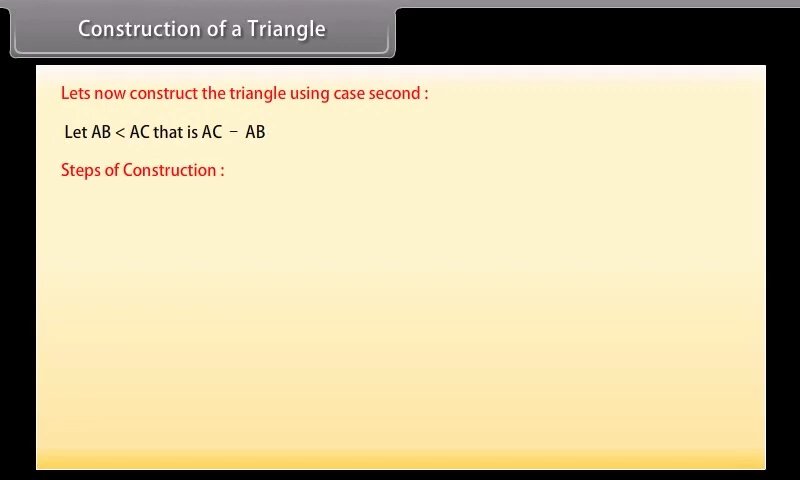 Construction of a Triangle
Lets now construct the triangle using case second :
Let AB < AC that is AC − AB
Steps of Construction :